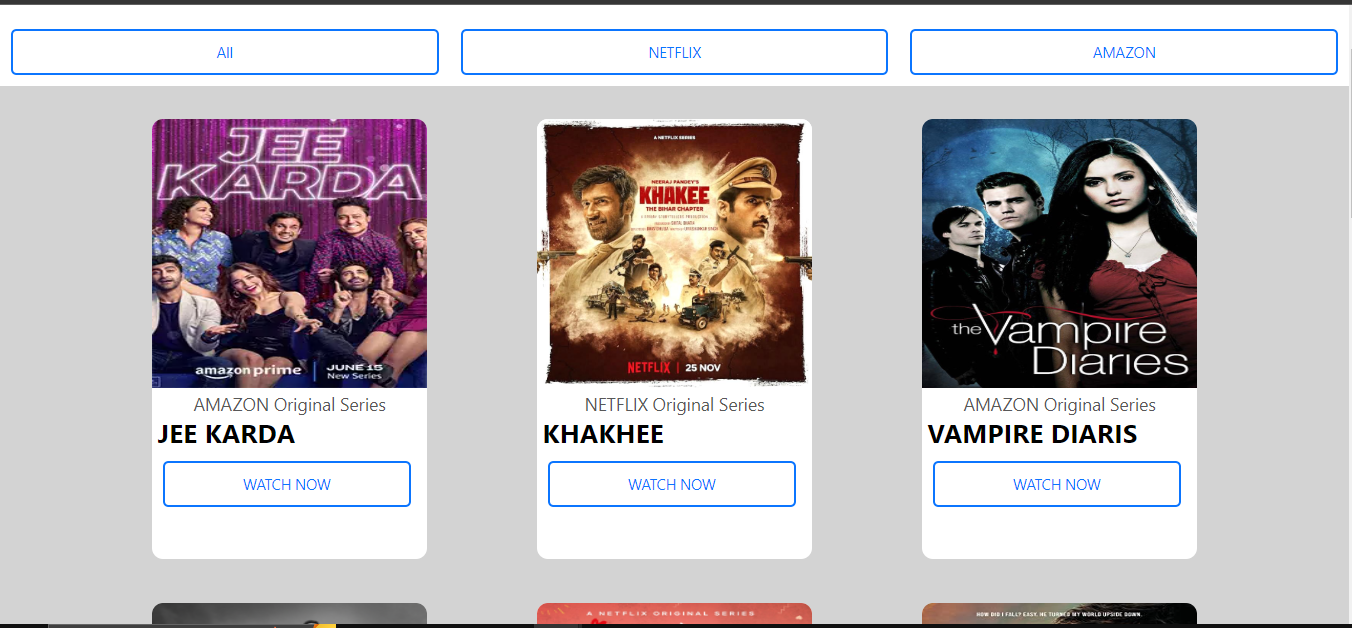 All
NETFLIX
AMAZON
JEE
KARDA
amazon prime
JUNE 15
New Series
AMAZON Original Series
JEE KARDA
WATCH NOW
A NETFLIX SERIES
NEERAJ PANDEY'S
KHAKEE
THE BIHAR CHAPTER
NETFLIX | 25 NOV
NETFLIX Original Series
KHAKHEE
WATCH NOW
the Vampire
Diaries
AMAZON Original Series
VAMPIRE DIARIS
WATCH NOW
A NETFLIX ORIGINAL SERIES
HOW DID I FALL? EASY. HE TURNED MY WORLD UPSIDE DOWN.